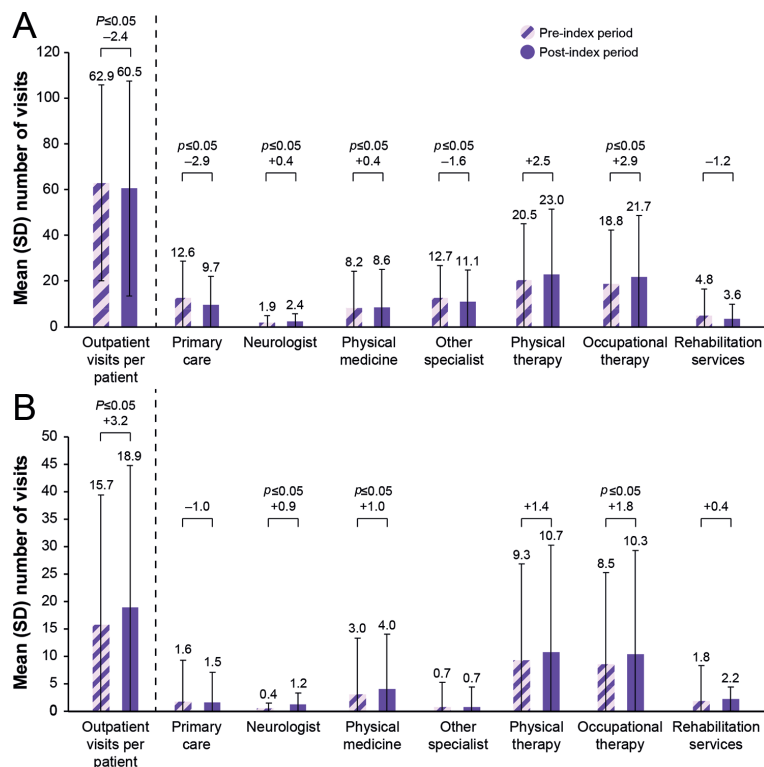 A
P≤0.05
–2.4
Pre-index period
Post-index period
Mean (SD) number of visits
120
100
80
60
40
20
0
62.9 60.5
p≤0.05
–2.9
p≤0.05
+0.4
p≤0.05
+0.4
p≤0.05
–1.6
+2.5
p≤0.05
+2.9
–1.2
12.6 9.7
1.9 2.4
8.2 8.6
12.7 11.1
20.5 23.0
18.8 21.7
4.8 3.6
Outpatient
visits per
patient
Primary
care
Neurologist
Physical
medicine
Other
specialist
Physical
therapy
Occupational
therapy
Rehabilitation
services
B
P≤0.05
+3.2
Mean (SD) number of visits
50
45
40
35
30
25
20
15
10
5
0
15.7 18.9
–1.0
p≤0.05
+0.9
p≤0.05
+1.0
+1.4
p≤0.05
+1.8
+0.4
1.6 1.5
0.4 1.2
3.0 4.0
0.7 0.7
9.3 10.7
8.5 10.3
1.8 2.2
Outpatient
visits per
patient
Primary
care
Neurologist
Physical
medicine
Other
specialist
Physical
therapy
Occupational
therapy
Rehabilitation
services